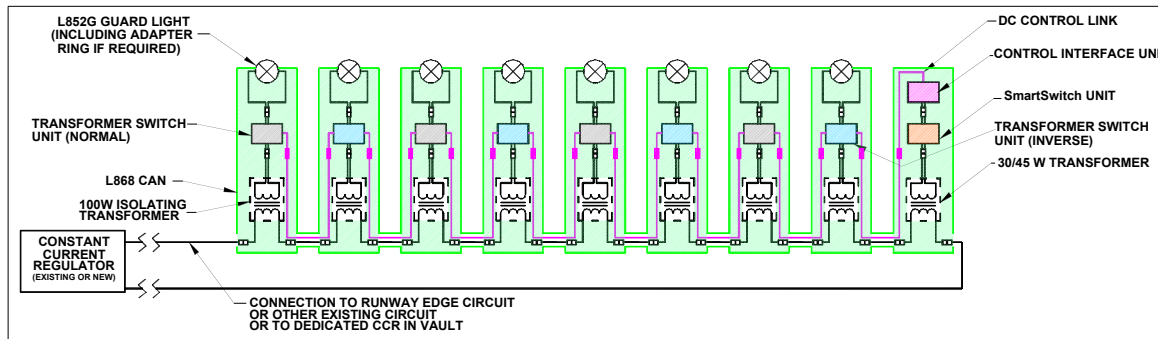 L852G GUARD LIGHT
(INCLUDING ADAPTER
RING IF REQUIRED)
DC CONTROL LINK
CONTROL INTERFACE UNI
SmartSwitch UNIT
TRANSFORMER SWITCH
UNIT (NORMAL)
TRANSFORMER SWITCH
UNIT (INVERSE)
30/45 W TRANSFORMER
L868 CAN
100W ISOLATING
TRANSFORMER
CONSTANT
CURRENT
REGULATOR
(EXISTING OR NEW)
CONNECTION TO RUNWAY EDGE CIRCUIT
OR OTHER EXISTING CIRCUIT
OR TO DEDICATED CCR IN VAULT